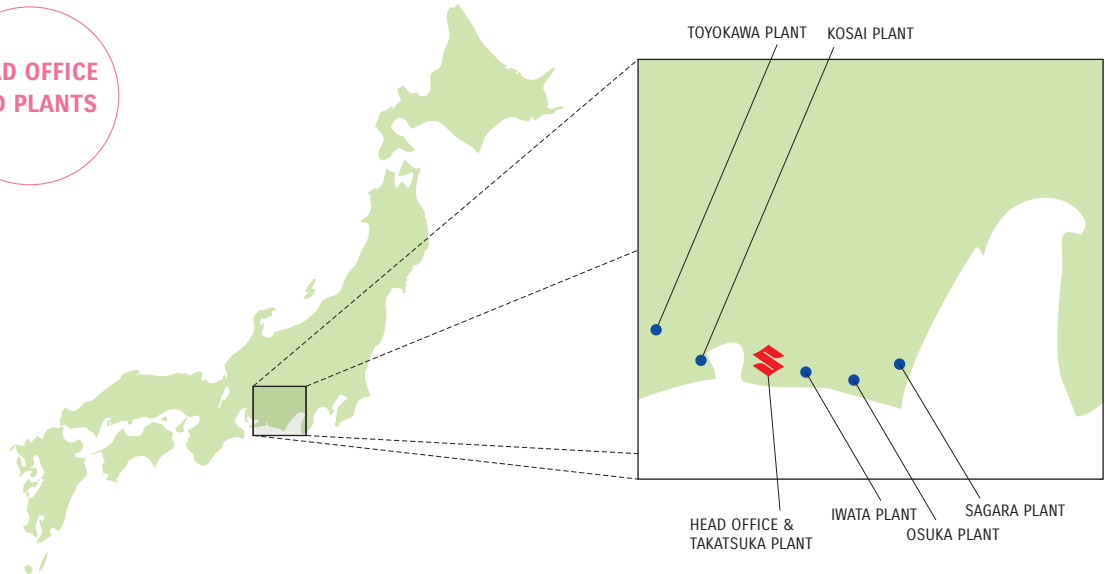 AD OFFICE
D PLANTS
TOYOKAWA PLANT
KOSAI PLANT
HEAD OFFICE &
TAKATSUKA PLANT
IWATA PLANT
OSUKA PLANT
SAGARA PLANT